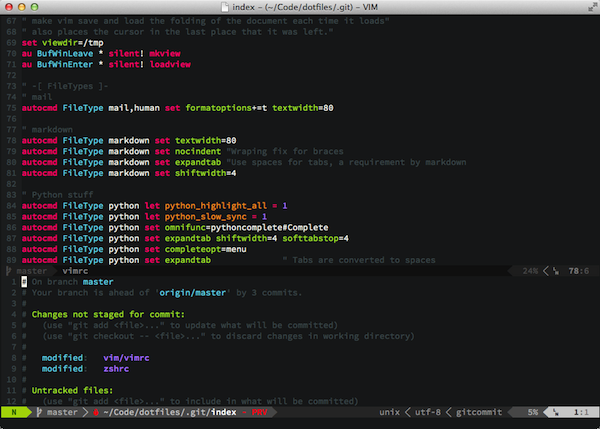 index – (~/Code/dotfiles/.git) – VIM
67 " make vim save and load the folding of the document each time it loads"
68 " also places the cursor in the last place that it was left."
69 set viewdir=/tmp
70 au BufWinLeave * silent! mkview
71 au BufWinEnter * silent! loadview
72
73 " -[ FileTypes ]-
74 " mail
75 autocmd FileType mail,human set formatoptions+=t textwidth=80
76
77 " markdown
78 autocmd FileType markdown set textwidth=80
79 autocmd FileType markdown set nocindent "Wraping fix for braces
80 autocmd FileType markdown set expandtab "Use spaces for tabs, a requirement by markdown
81 autocmd FileType markdown set shiftwidth=4
82
83 " Python stuff
84 autocmd FileType python let python_highlight_all = 1
85 autocmd FileType python let python_slow_sync = 1
86 autocmd FileType python set omnifunc=pythoncomplete#Complete
87 autocmd FileType python set expandtab shiftwidth=4 softtabstop=4
88 autocmd FileType python set completeopt=menu
89 autocmd FileType python set expandtab " Tabs are converted to spaces
master vimrc 24% 78:6
1 # On branch master
2 # Your branch is ahead of 'origin/master' by 3 commits.
3 #
4 # Changes not staged for commit:
5 # (use "git add <file>..." to update what will be committed)
6 # (use "git checkout -- <file>..." to discard changes in working directory)
7 #
8 # modified: vim/vimrc
9 # modified: zshrc
10 #
11 # Untracked files:
12 # (use "git add <file>..." to include in what will be committed)
N master ~/Code/dotfiles/.git/index - PRV unix utf-8 gitcommit 5% 1:1